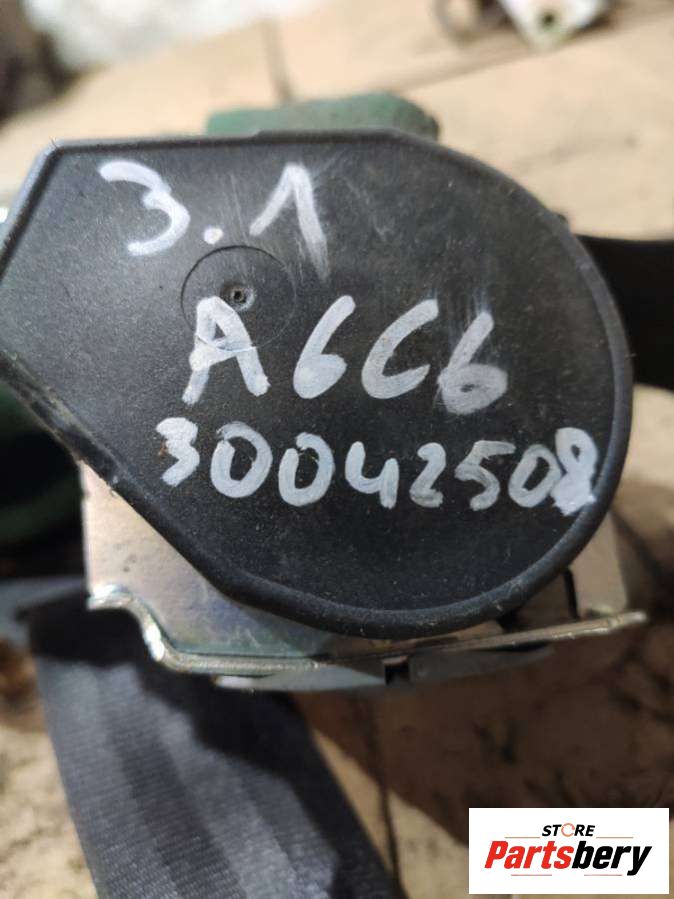 3.1
A6C6
30042508
STORE
Partsbery